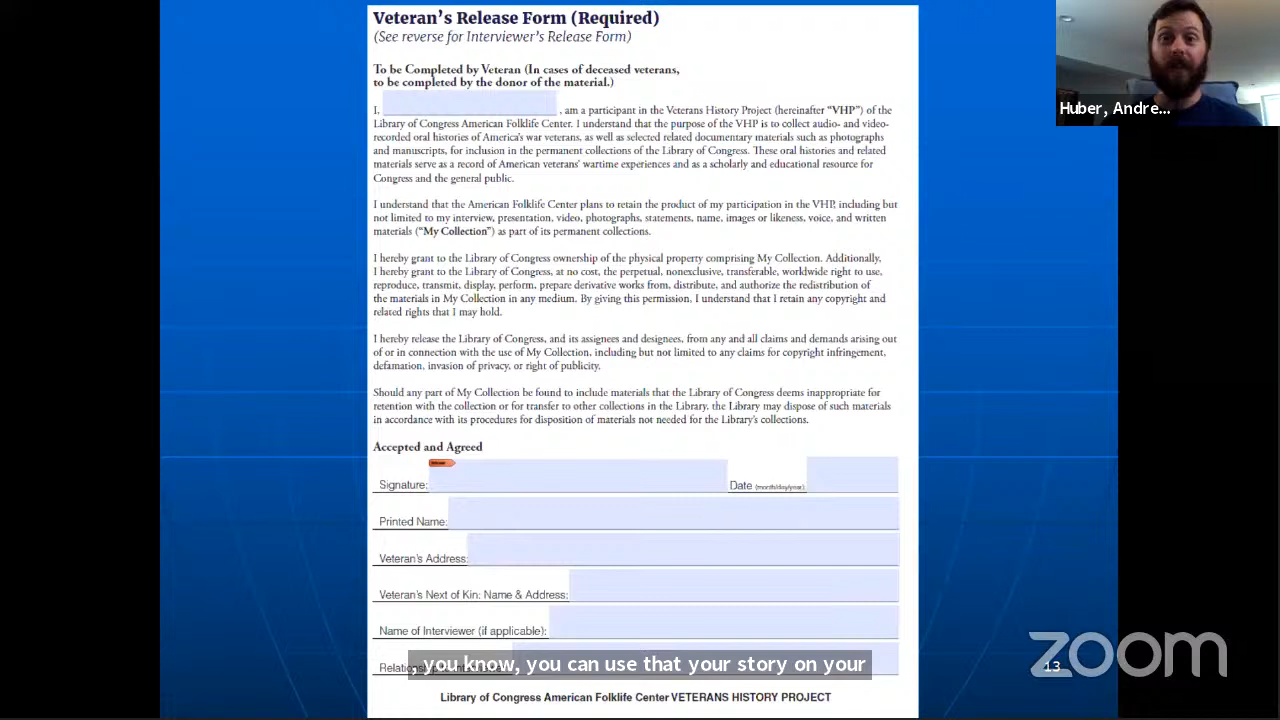 Veteran's Release Form (Required)
(See reverse for Interviewer's Release Form)
To be Completed by Veteran (In cases of deceased veterans,
to be completed by the donor of the material.)
I, , am a participant in the Veterans History Project (hereinafter "VHP") of the
Library of Congress American Folklife Center. I understand that the purpose of the VHP is to collect audio- and video-
recorded oral histories of America's war veterans, as well as selected related documentary materials such as photographs
and manuscripts, for inclusion in the permanent collections of the Library of Congress. These oral histories and related
materials serve as a record of American veterans' wartime experiences and as a scholarly and educational resource for
Congress and the general public.
I understand that the American Folklife Center plans to retain the product of my participation in the VHP, including but
not limited to my interview, presentation, video, photographs, statements, name, images or likeness, voice, and written
materials ("My Collection") as part of its permanent collections.
I hereby grant to the Library of Congress ownership of the physical property comprising My Collection. Additionally,
I hereby grant to the Library of Congress, at no cost, the perpetual, nonexclusive, transferable, worldwide right to use,
reproduce, transmit, display, perform, prepare derivative works from, distribute, and authorize the redistribution of
the materials in My Collection in any medium. By giving this permission, I understand that I retain any copyright and
related rights that I may hold.
I hereby release the Library of Congress, and its assignees and designees, from any and all claims and demands arising out
of or in connection with the use of My Collection, including but not limited to any claims for copyright infringement,
defamation, invasion of privacy, or right of publicity.
Should any part of My Collection be found to include materials that the Library of Congress deems inappropriate for
retention with the collection or for transfer to other collections in the Library, the Library may dispose of such materials
in accordance with its procedures for disposition of materials not needed for the Library's collections.
Accepted and Agreed
Signature: Date (month/day/year):
Printed Name:
Veteran's Address:
Veteran's Next of Kin: Name & Address:
Name of Interviewer (if applicable):
, you know, you can use that your story on your
Library of Congress American Folklife Center VETERANS HISTORY PROJECT
Huber, Andre...
zoom
13